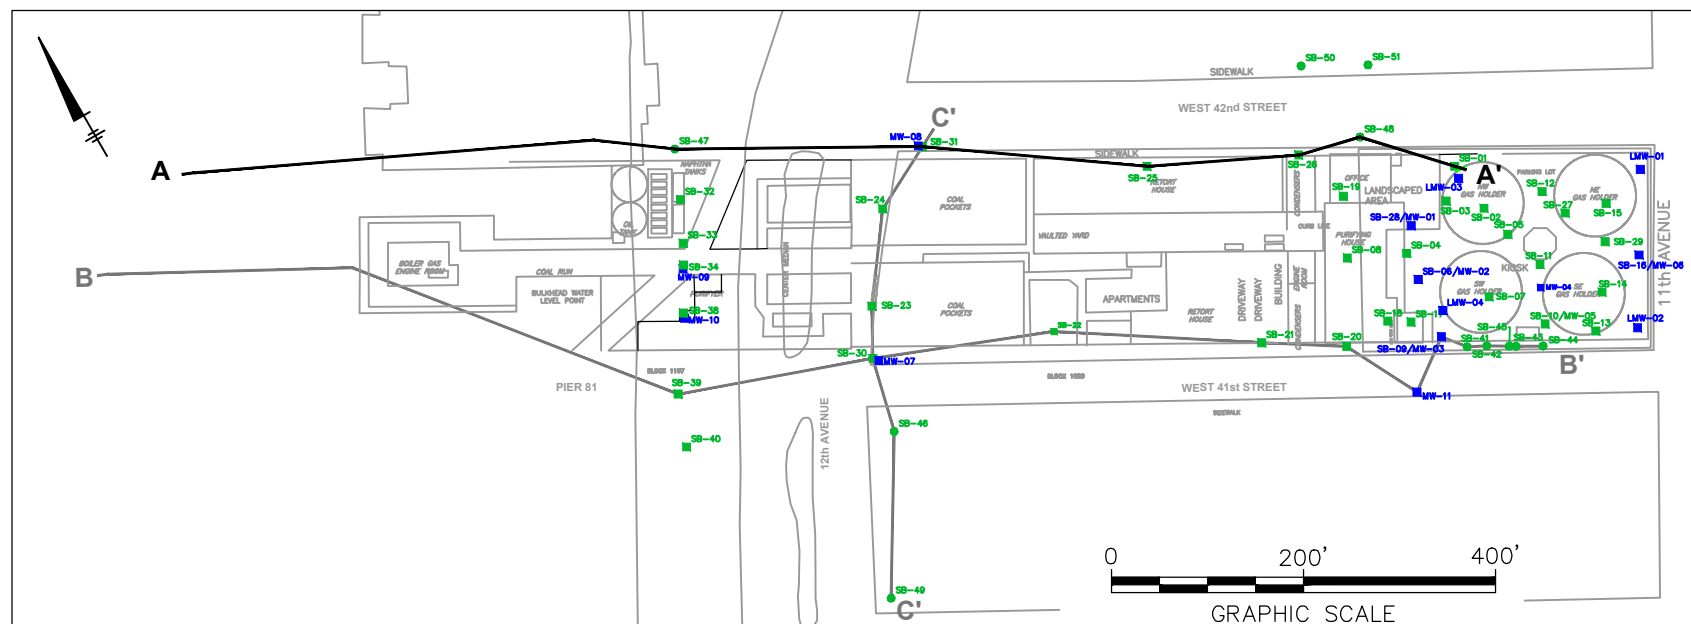 SB-50
SB-51
SIDEWALK
WEST 42nd STREET
A
SB-47
MW-08
C'
SB-31
SIDEWALK
SB-25
SB-26
SB-48
SB-01
A'
NAPHTHA
TANKS
SB-32
OIL
TANK
SB-33
SB-34
MW-09
PURIFIER
SB-38
MW-10
B
BOILER GAS
ENGINE ROOM
COAL RUN
BULKHEAD WATER
LEVEL POINT
CENTER MEDIAN
SB-24
COAL
POCKETS
RETORT
HOUSE
VAULTED YARD
CONDENSERS
OFFICE
SB-19
LANDSCAPED
AREA
CURB LINE
PURIFYING
HOUSE
SB-08
SB-28/MW-01
SB-04
SB-06/MW-02
LMW-03
NW
GAS HOLDER
SB-03
SB-02
SB-05
PARKING LOT
SB-12
SB-27
NE
GAS HOLDER
SB-15
LMW-01
SB-29
SB-16/MW-06
KIOSK
SB-11
SW
GAS HOLDER
SB-07
MW-04
SE
GAS HOLDER
SB-14
LMW-04
SB-10/MW-05
SB-13
LMW-02
11th AVENUE
SB-23
COAL
POCKETS
APARTMENTS
SB-22
RETORT
HOUSE
DRIVEWAY
DRIVEWAY
BUILDING
ENGINE
ROOM
CONDENSERS
SB-21
SB-20
SB-18
SB-09/MW-03
SB-41
SB-42
SB-45
SB-43
SB-44
B'
SB-30
MW-07
BLOCK 1107
PIER 81
SB-39
SB-40
12th AVENUE
SB-46
WEST 41st STREET
MW-11
SIDEWALK
SB-49
C'
0
200'
400'
GRAPHIC SCALE